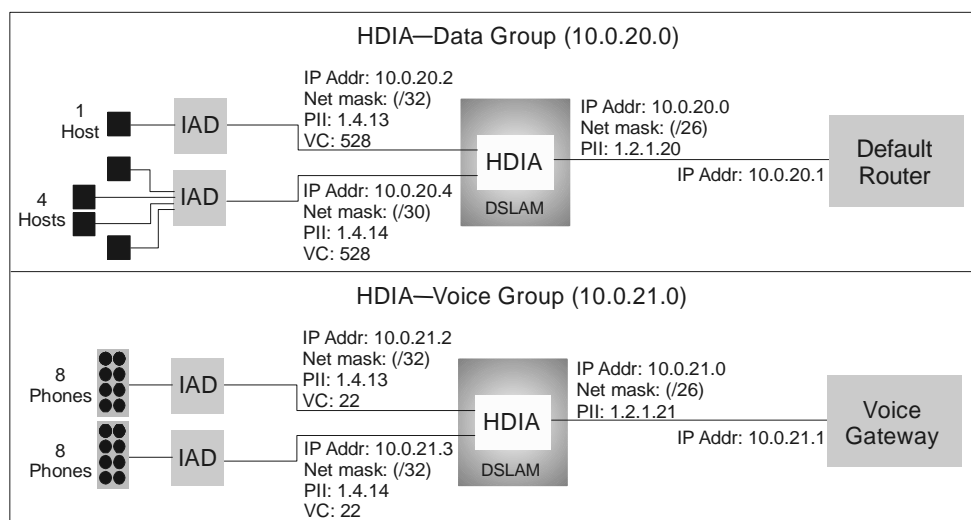 HDIA—Data Group (10.0.20.0)
1
Host
IAD
IP Addr: 10.0.20.2
Net mask: (/32)
PII: 1.4.13
VC: 528
4
Hosts
IAD
IP Addr: 10.0.20.4
Net mask: (/30)
PII: 1.4.14
VC: 528
HDIA
DSLAM
IP Addr: 10.0.20.0
Net mask: (/26)
PII: 1.2.1.20
IP Addr: 10.0.20.1
Default
Router
HDIA—Voice Group (10.0.21.0)
8
Phones
IAD
IP Addr: 10.0.21.2
Net mask: (/32)
PII: 1.4.13
VC: 22
8
Phones
IAD
IP Addr: 10.0.21.3
Net mask: (/32)
PII: 1.4.14
VC: 22
HDIA
DSLAM
IP Addr: 10.0.21.0
Net mask: (/26)
PII: 1.2.1.21
IP Addr: 10.0.21.1
Voice
Gateway